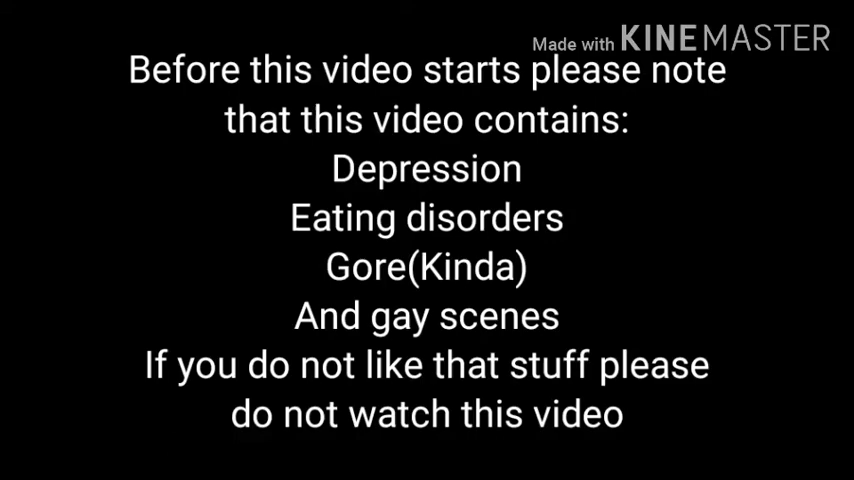 Made with KINEMASTER
Before this video starts please note
that this video contains:
Depression
Eating disorders
Gore(Kinda)
And gay scenes
If you do not like that stuff please
do not watch this video